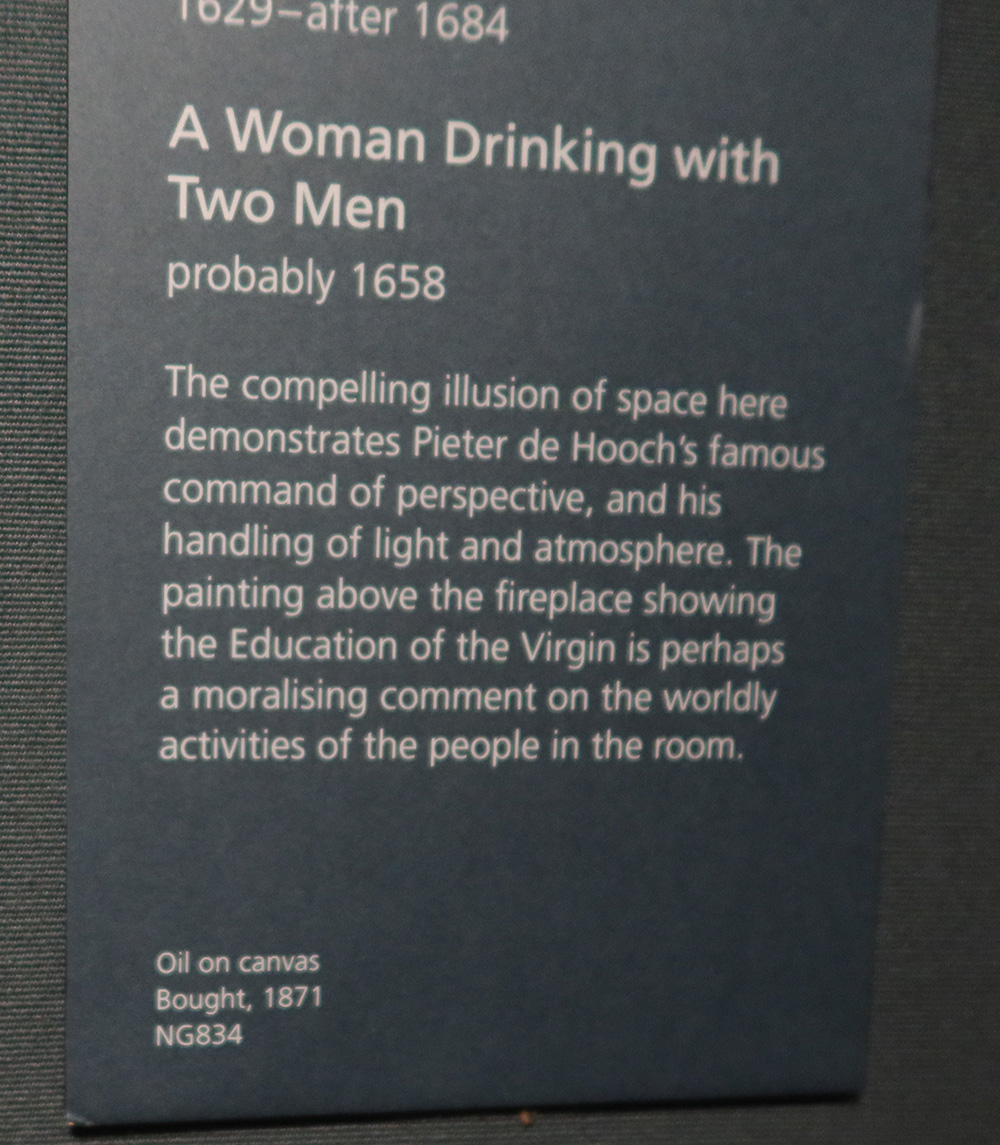 1629–after 1684
A Woman Drinking with
Two Men
probably 1658
The compelling illusion of space here
demonstrates Pieter de Hooch's famous
command of perspective, and his
handling of light and atmosphere. The
painting above the fireplace showing
the Education of the Virgin is perhaps
a moralising comment on the worldly
activities of the people in the room.
Oil on canvas
Bought, 1871
NG834